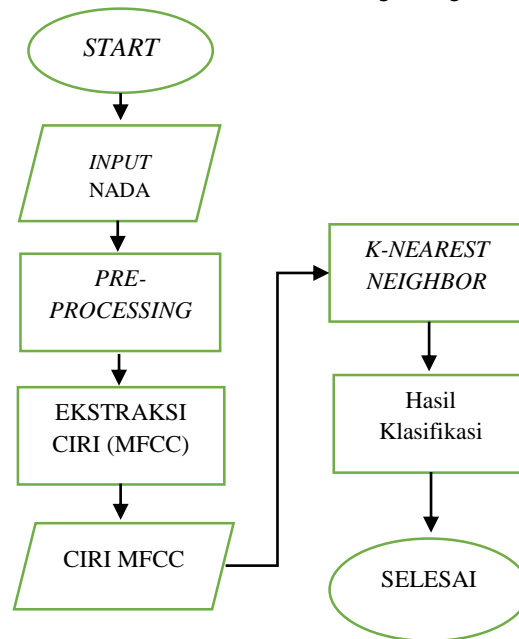 START
INPUT
NADA
PRE-
PROCESSING
EKSTRAKSI
CIRI (MFCC)
CIRI MFCC
K-NEAREST
NEIGHBOR
Hasil
Klasifikasi
SELESAI